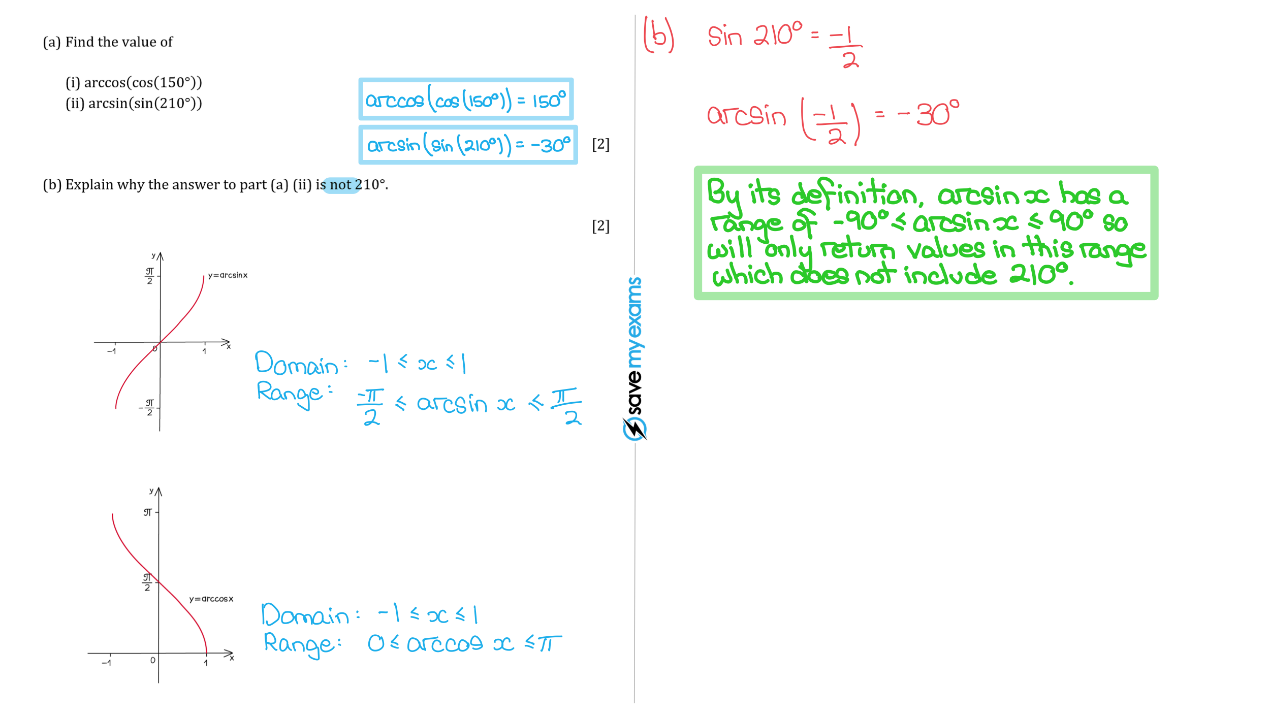 (a) Find the value of
(i) arccos(cos(150°))
(ii) arcsin(sin(210°))
arccos(cos(150°)) = 150°
arcsin(sin(210°)) = -30°
[2]
(b) Explain why the answer to part (a) (ii) is not 210°.
[2]
y
π/2
y=arcsinx
-1
0
1
x
-π/2
Domain: -1 ≤ x ≤ 1
Range: -π/2 ≤ arcsin x ≤ π/2
y
π
π/2
y=arccosx
-1
0
1
x
Domain: -1 ≤ x ≤ 1
Range: 0 ≤ arccos x ≤ π
savemyexams
(b) sin 210° = -1/2
arcsin (-1/2) = -30°
By its definition, arcsin x has a
range of -90° ≤ arcsin x ≤ 90° so
will only return values in this range
which does not include 210°.